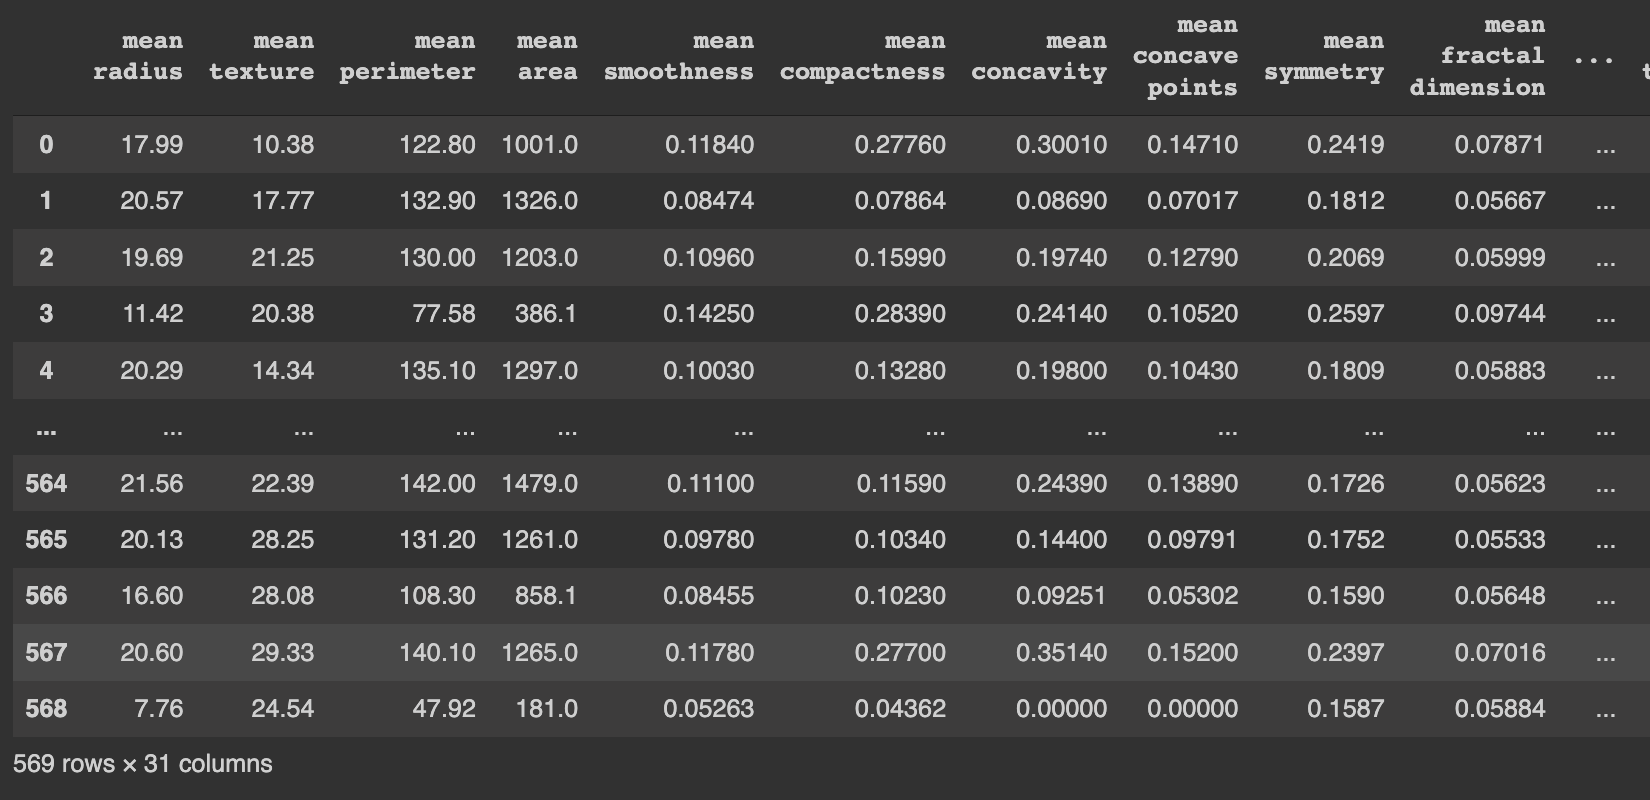 mean radius mean texture mean perimeter mean area mean smoothness mean compactness mean concavity mean concave points mean symmetry mean fractal dimension ...
0 17.99 10.38 122.80 1001.0 0.11840 0.27760 0.30010 0.14710 0.2419 0.07871 ...
1 20.57 17.77 132.90 1326.0 0.08474 0.07864 0.08690 0.07017 0.1812 0.05667 ...
2 19.69 21.25 130.00 1203.0 0.10960 0.15990 0.19740 0.12790 0.2069 0.05999 ...
3 11.42 20.38 77.58 386.1 0.14250 0.28390 0.24140 0.10520 0.2597 0.09744 ...
4 20.29 14.34 135.10 1297.0 0.10030 0.13280 0.19800 0.10430 0.1809 0.05883 ...
... ... ... ... ... ... ... ... ... ... ... ...
564 21.56 22.39 142.00 1479.0 0.11100 0.11590 0.24390 0.13890 0.1726 0.05623 ...
565 20.13 28.25 131.20 1261.0 0.09780 0.10340 0.14400 0.09791 0.1752 0.05533 ...
566 16.60 28.08 108.30 858.1 0.08455 0.10230 0.09251 0.05302 0.1590 0.05648 ...
567 20.60 29.33 140.10 1265.0 0.11780 0.27700 0.35140 0.15200 0.2397 0.07016 ...
568 7.76 24.54 47.92 181.0 0.05263 0.04362 0.00000 0.00000 0.1587 0.05884 ...
569 rows × 31 columns